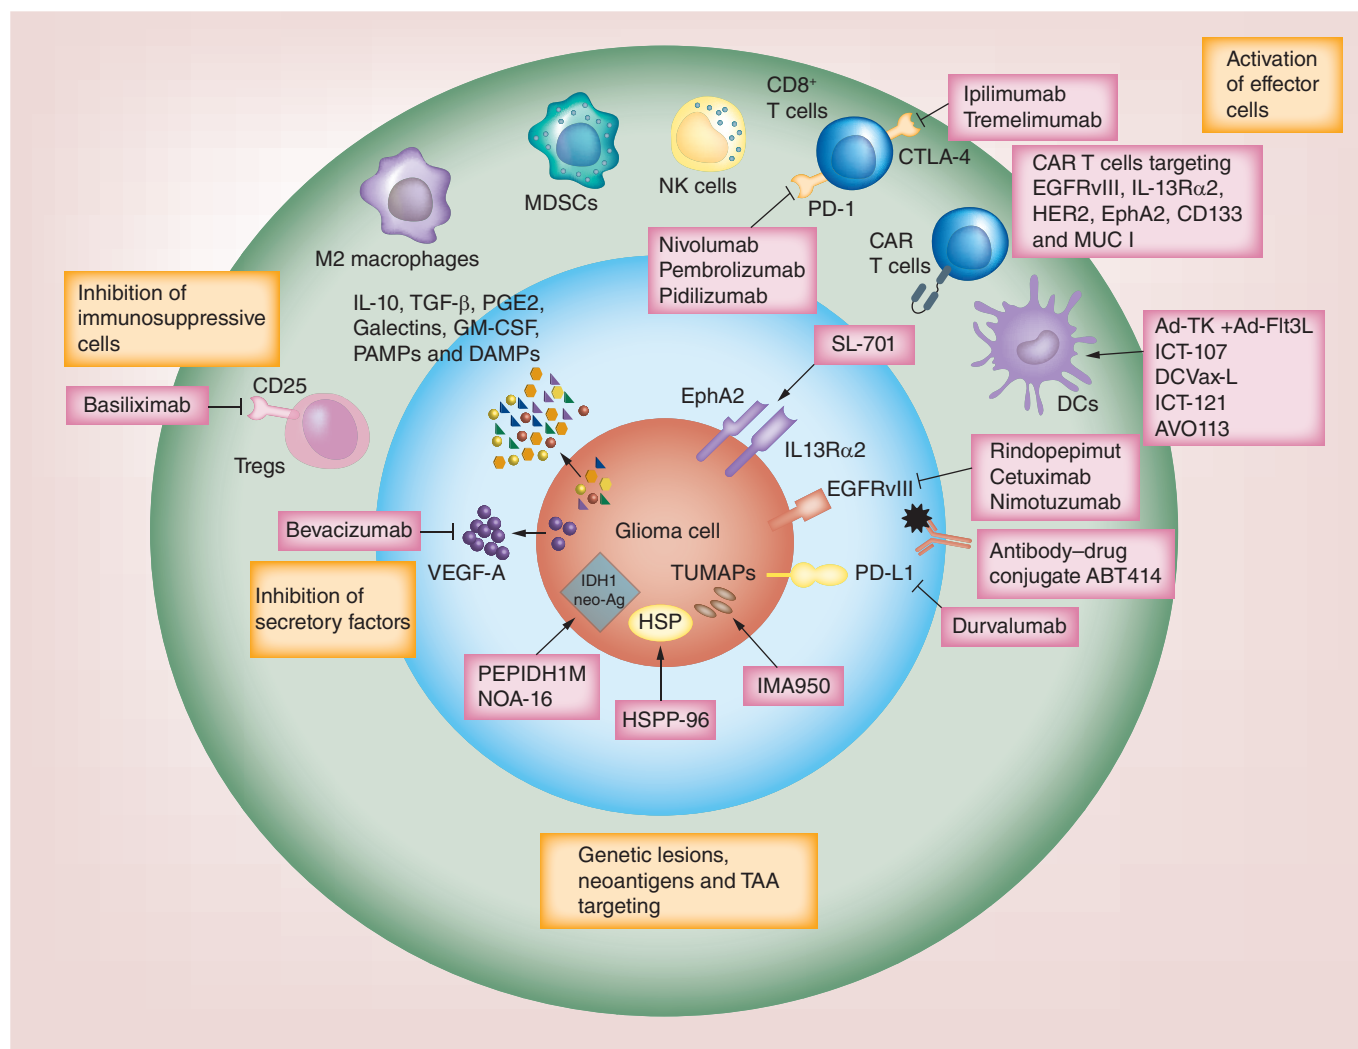 Activation
of effector
cells
CD8+
T cells
Ipilimumab
Tremelimumab
CTLA-4
NK cells
MDSCs
PD-1
CAR T cells targeting
EGFRvIII, IL-13Rα2,
HER2, EphA2, CD133
and MUC I
M2 macrophages
Nivolumab
Pembrolizumab
Pidilizumab
CAR
T cells
Inhibition of
immunosuppressive
cells
IL-10, TGF-β, PGE2,
Galectins, GM-CSF,
PAMPs and DAMPs
SL-701
Ad-TK +Ad-Flt3L
ICT-107
DCVax-L
ICT-121
AVO113
DCs
CD25
Basiliximab
Tregs
EphA2
IL13Rα2
EGFRvIII
Rindopepimut
Cetuximab
Nimotuzumab
Bevacizumab
VEGF-A
Glioma cell
Antibody–drug
conjugate ABT414
IDH1
neo-Ag
TUMAPs
PD-L1
HSP
Inhibition of
secretory factors
Durvalumab
PEPIDH1M
NOA-16
HSPP-96
IMA950
Genetic lesions,
neoantigens and TAA
targeting